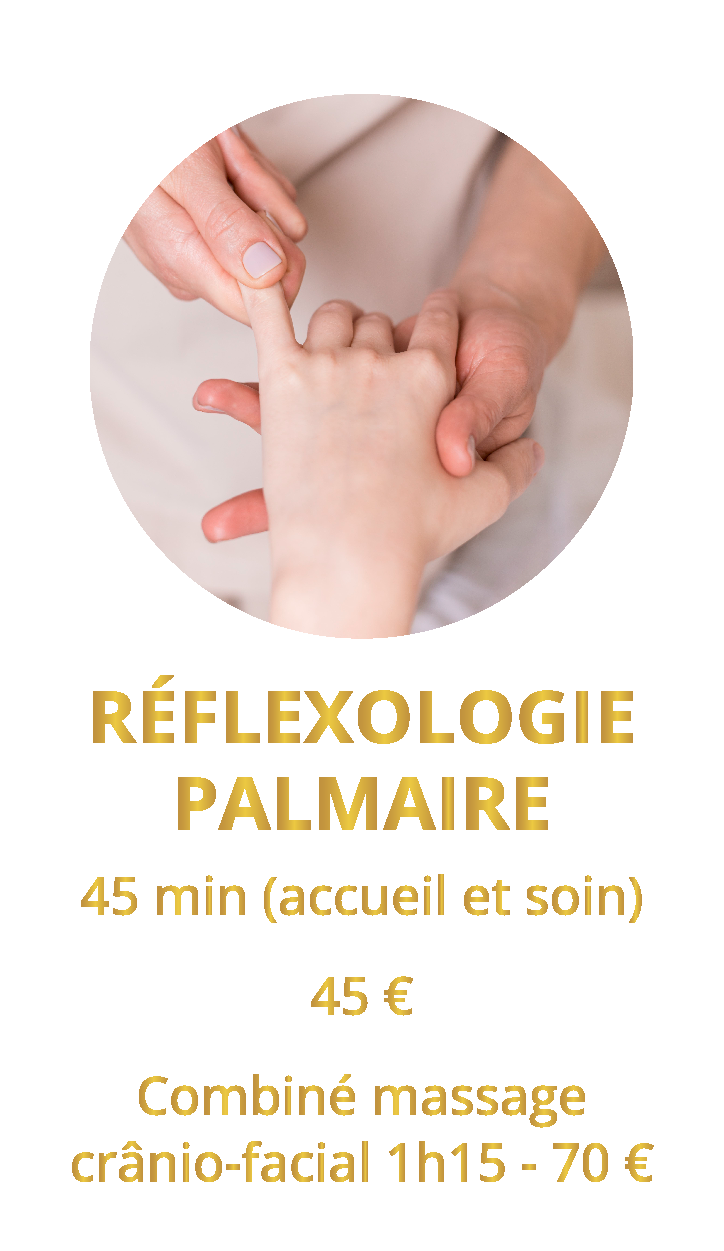 RÉFLEXOLOGIE
PALMAIRE
45 min (accueil et soin)
45 €
Combiné massage
crânio-facial 1h15 - 70 €